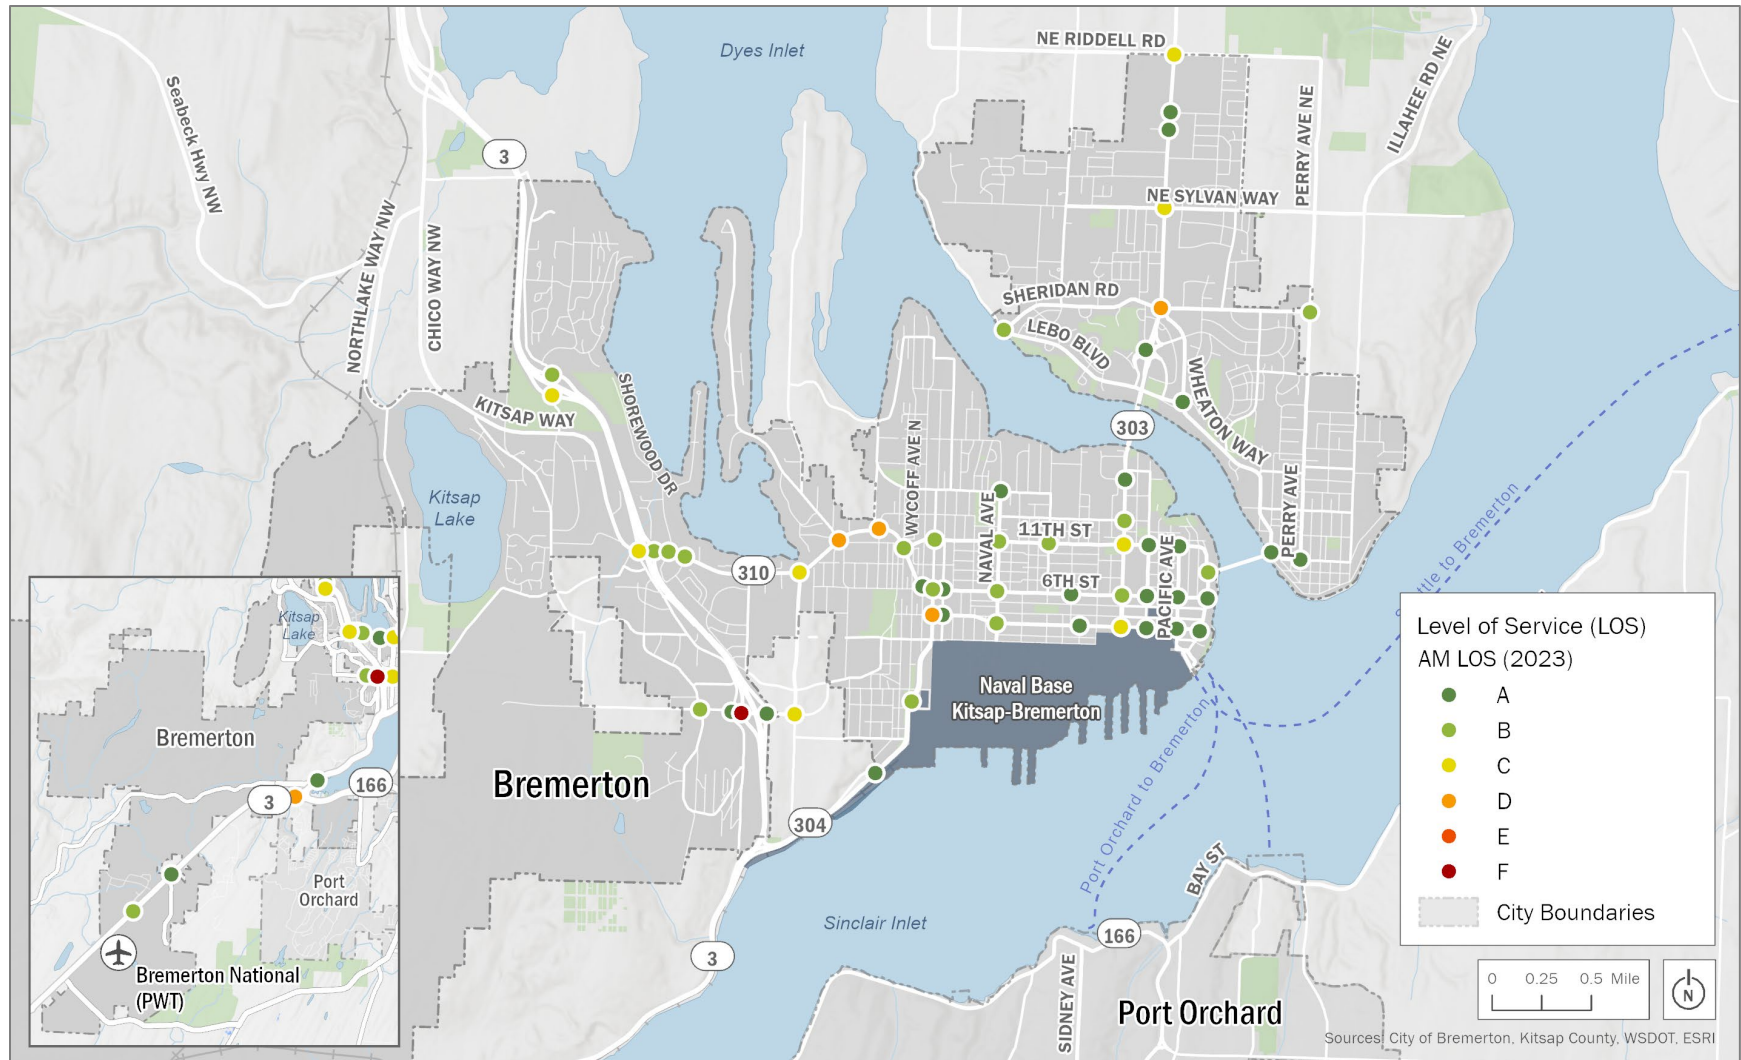 Dyes Inlet
NE RIDDELL RD
Seabeck Hwy NW
3
PERRY AVE NE
ILLAHEE RD NE
NE SYLVAN WAY
NORTHLAKE WAY NW
CHICO WAY NW
SHERIDAN RD
LEBO BLVD
KITSAP WAY
SHOREWOOD DR
WHEATON WAY
303
WYCOFF AVE N
Kitsap
Lake
NAVAL AVE
11TH ST
PERRY AVE
PACIFIC AVE
310
6TH ST
ttle to Bremerton
Naval Base
Kitsap-Bremerton
Port Orchard to Bremerton
Bremerton
304
Sinclair Inlet
3
BAY ST
166
SIDNEY AVE
Port Orchard
Kitsap
Lake
Bremerton
3
166
Port
Orchard
Bremerton National
(PWT)
Level of Service (LOS)
AM LOS (2023)
A
B
C
D
E
F
City Boundaries
0 0.25 0.5 Mile
N
Sources: City of Bremerton, Kitsap County, WSDOT, ESRI